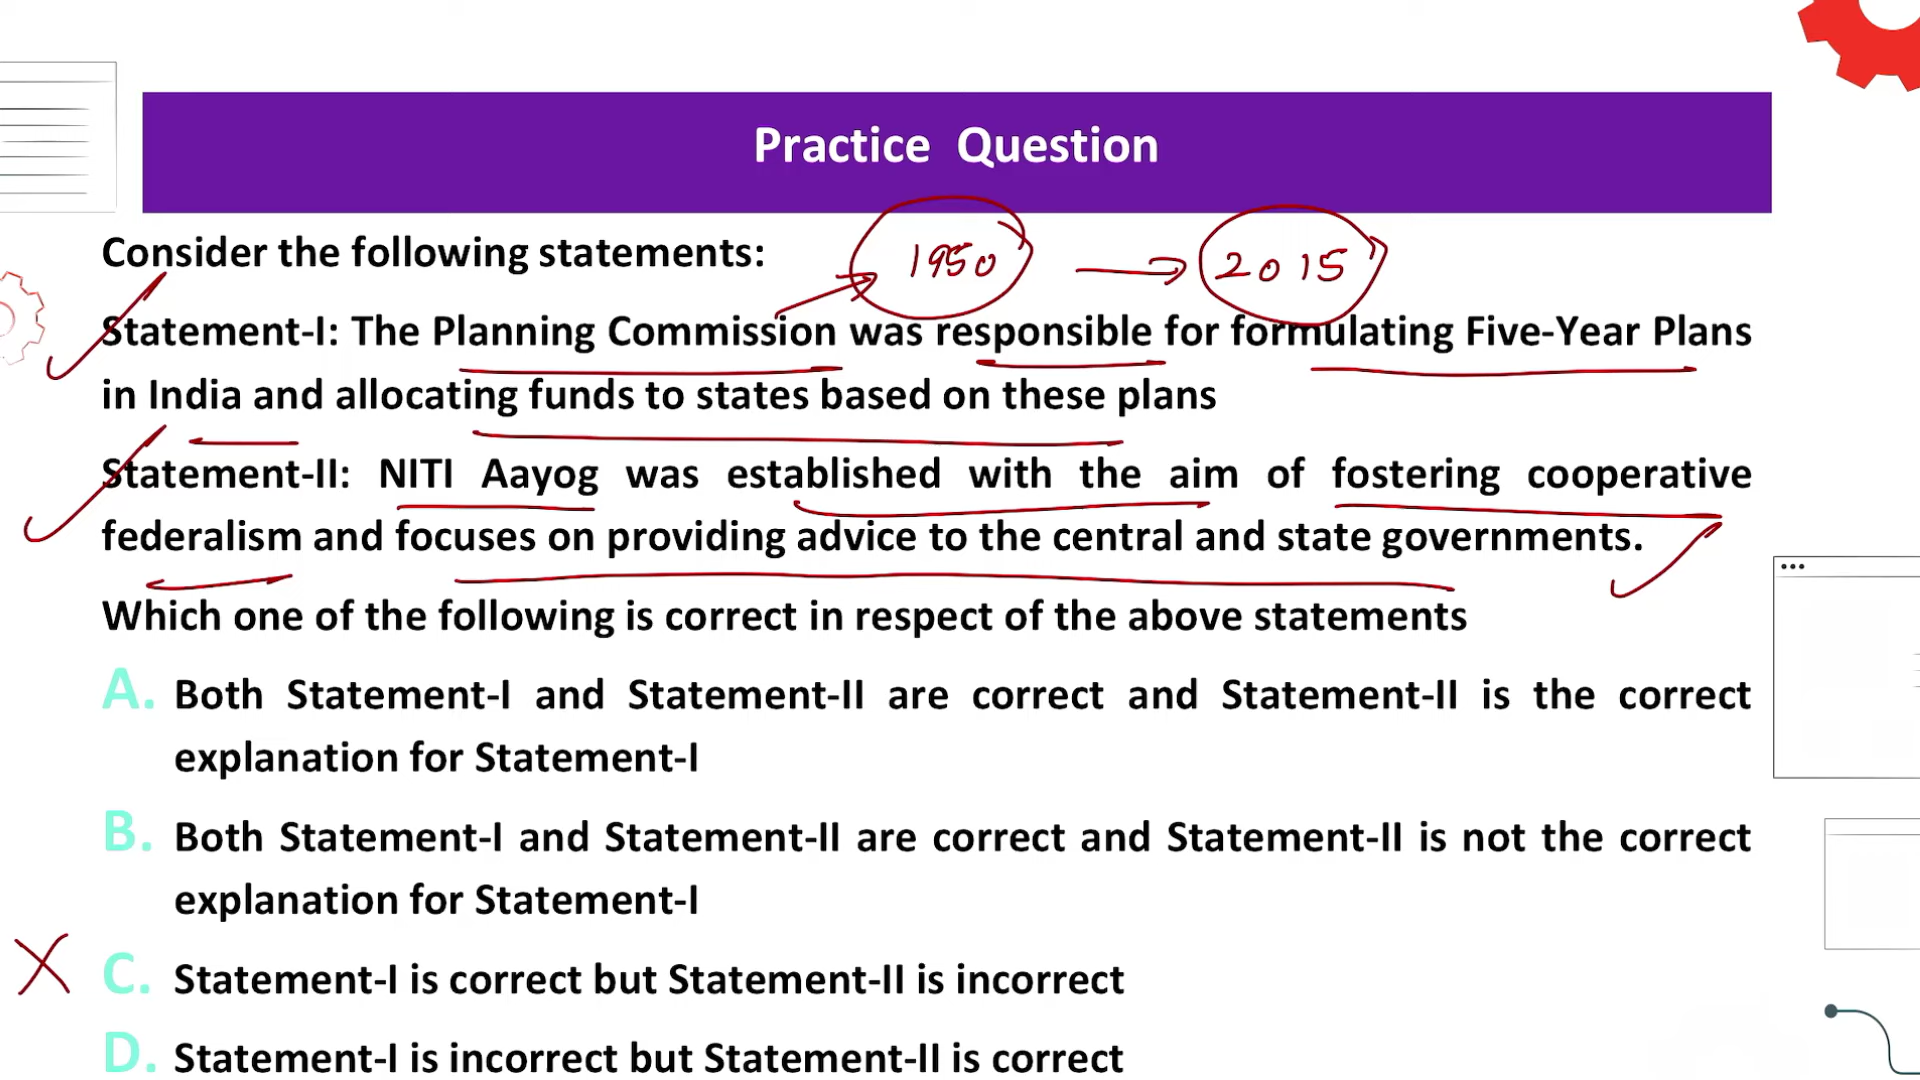 Practice Question
Consider the following statements:
1950
2015
Statement-I: The Planning Commission was responsible for formulating Five-Year Plans
in India and allocating funds to states based on these plans
Statement-II: NITI Aayog was established with the aim of fostering cooperative
federalism and focuses on providing advice to the central and state governments.
Which one of the following is correct in respect of the above statements
A. Both Statement-I and Statement-II are correct and Statement-II is the correct
explanation for Statement-I
B. Both Statement-I and Statement-II are correct and Statement-II is not the correct
explanation for Statement-I
C. Statement-I is correct but Statement-II is incorrect
D. Statement-I is incorrect but Statement-II is correct